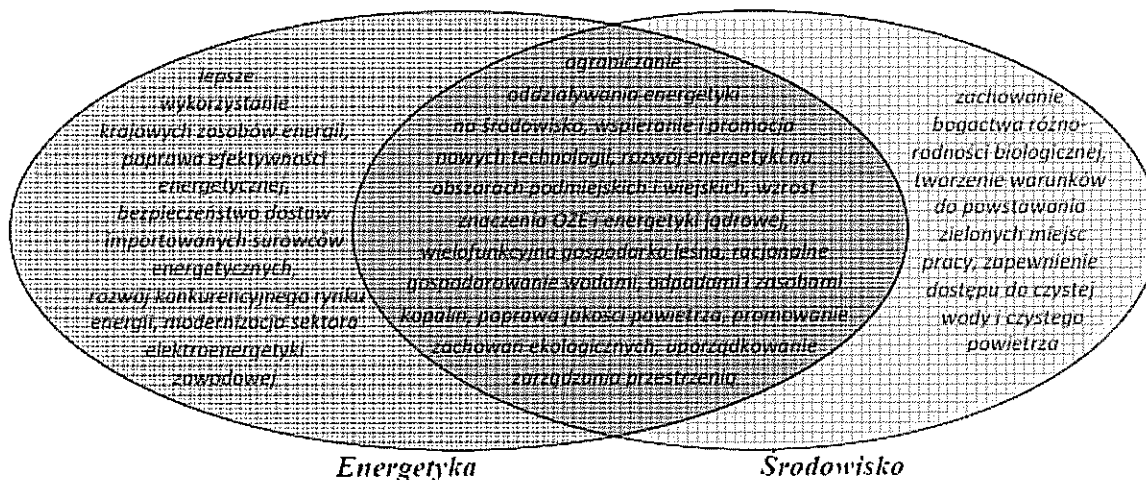 lepsze
wykorzystanie
krajowych zasobów energii,
poprawa efektywności
energetycznej,
bezpieczeństwo dostaw
importowanych surowców
energetycznych,
rozwój konkurencyjnego rynku
energii, modernizacja sektora
elektroenergetyki
zawodowej
ograniczanie
oddziaływania energetyki
na środowisko, wspieranie i promocja
nowych technologii, rozwój energetyki na
obszarach podmiejskich i wiejskich, wzrost
znaczenia OZE i energetyki jądrowej,
wielofunkcyjna gospodarka leśna, racjonalne
gospodarowanie wodami, odpadami i zasobami
kopalin, poprawa jakości powietrza, promowanie
zachowań ekologicznych, uporządkowanie
zarządzania przestrzenią
zachowanie
bogactwa różno-
rodności biologicznej,
tworzenie warunków
do powstawania
zielonych miejsc
pracy, zapewnienie
dostępu do czystej
wody i czystego
powietrza
Energetyka
Środowisko